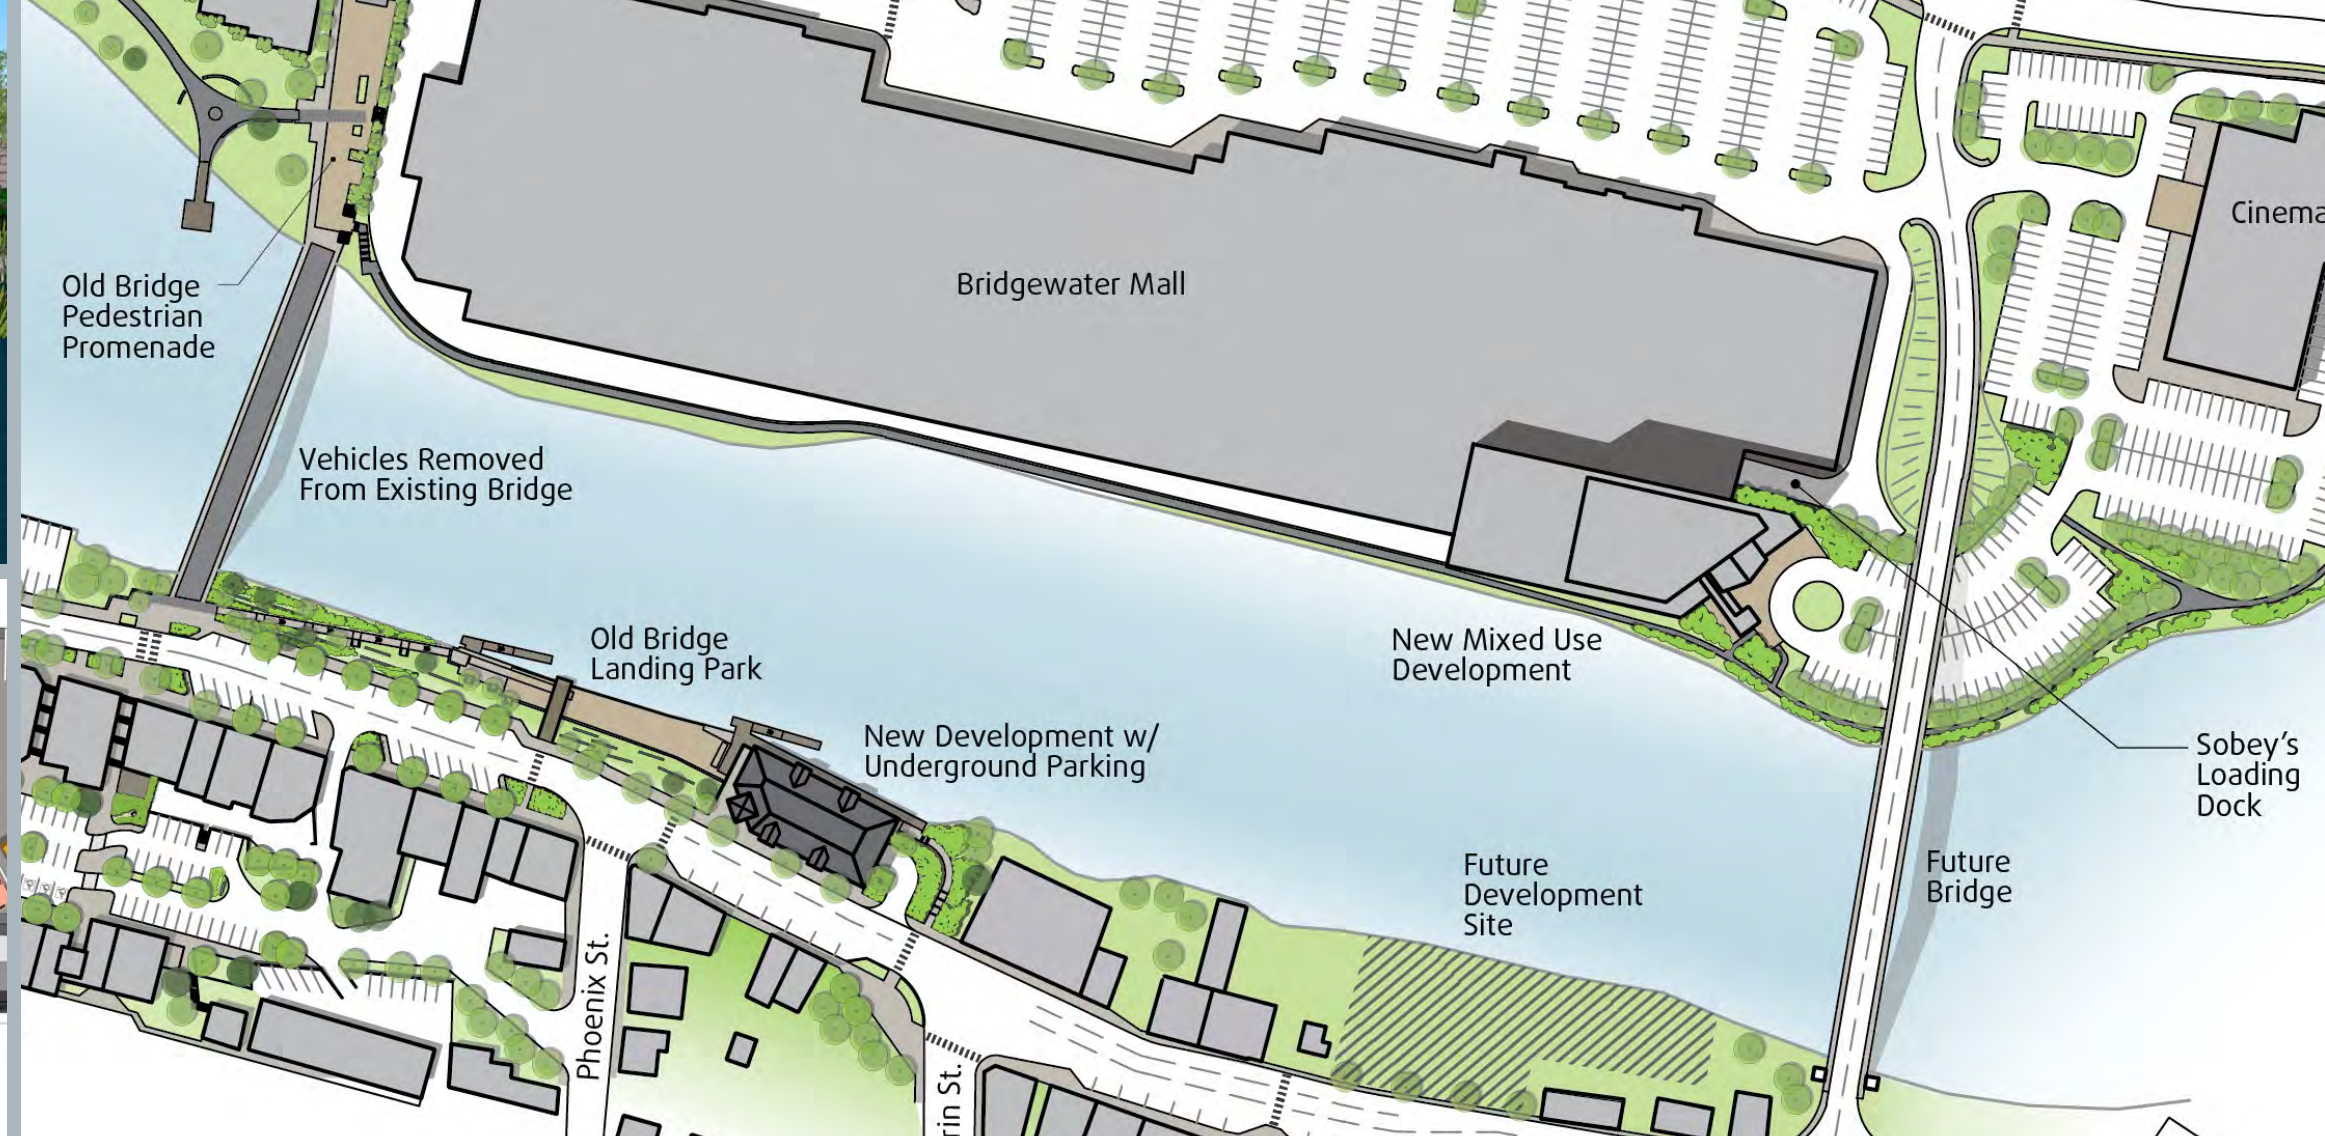 Cinema
Bridgewater Mall
Old Bridge
Pedestrian
Promenade
Vehicles Removed
From Existing Bridge
Old Bridge
Landing Park
New Mixed Use
Development
New Development w/
Underground Parking
Sobey's
Loading
Dock
Future
Development
Site
Future
Bridge
Phoenix St.
rin St.